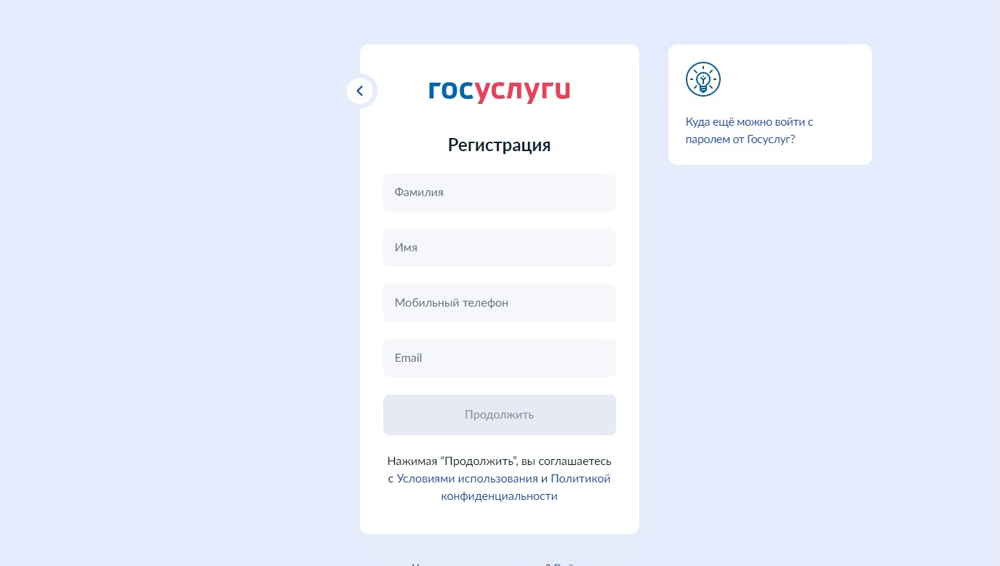 госуслуги
Регистрация
Фамилия
Имя
Мобильный телефон
Email
Продолжить
Нажимая “Продолжить”, вы соглашаетесь
с Условиями использования и Политикой
конфиденциальности
Куда ещё можно войти с
паролем от Госуслуг?